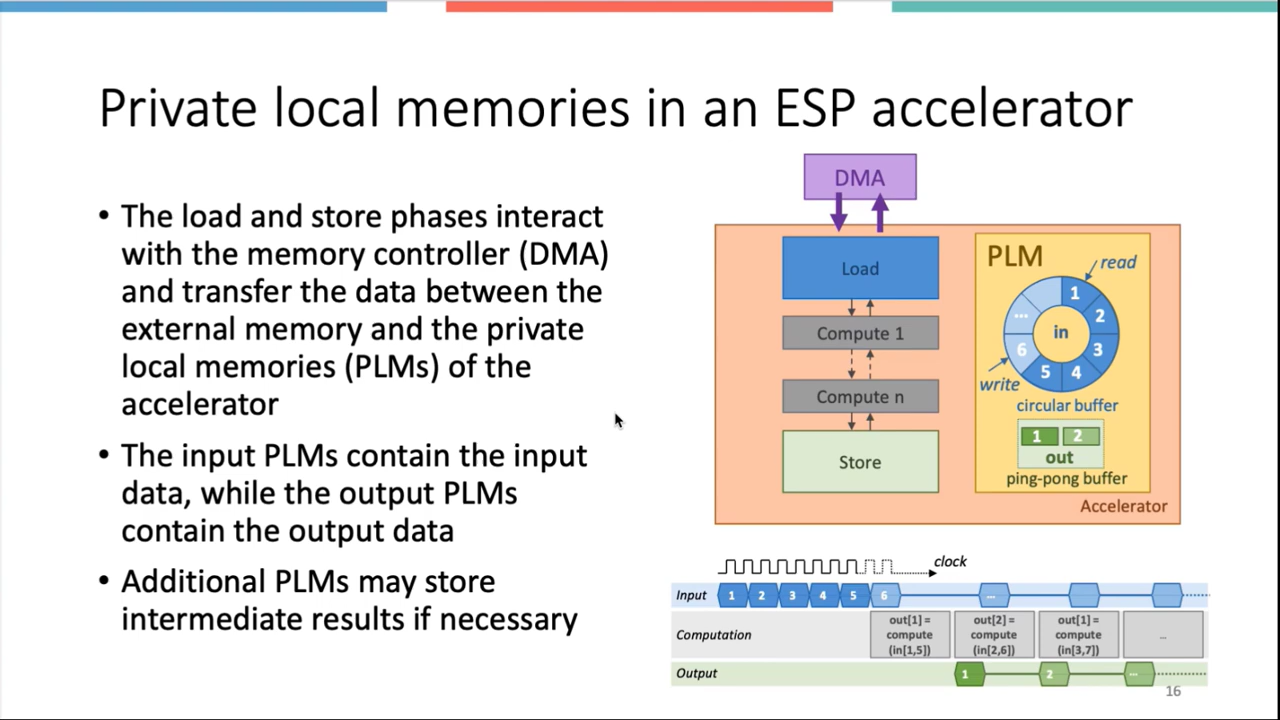 Private local memories in an ESP accelerator
• The load and store phases interact
with the memory controller (DMA)
and transfer the data between the
external memory and the private
local memories (PLMs) of the
accelerator
• The input PLMs contain the input
data, while the output PLMs
contain the output data
• Additional PLMs may store
intermediate results if necessary
DMA
Load
Compute 1
Compute n
Store
PLM
read
1
2
3
4
5
6
...
in
write
circular buffer
1 2
out
ping-pong buffer
Accelerator
clock
Input 1 2 3 4 5 6 ...
Computation
out[1] =
compute
(in[1,5])
out[2] =
compute
(in[2,6])
out[1] =
compute
(in[3,7])
...
Output 1 2 ...
16